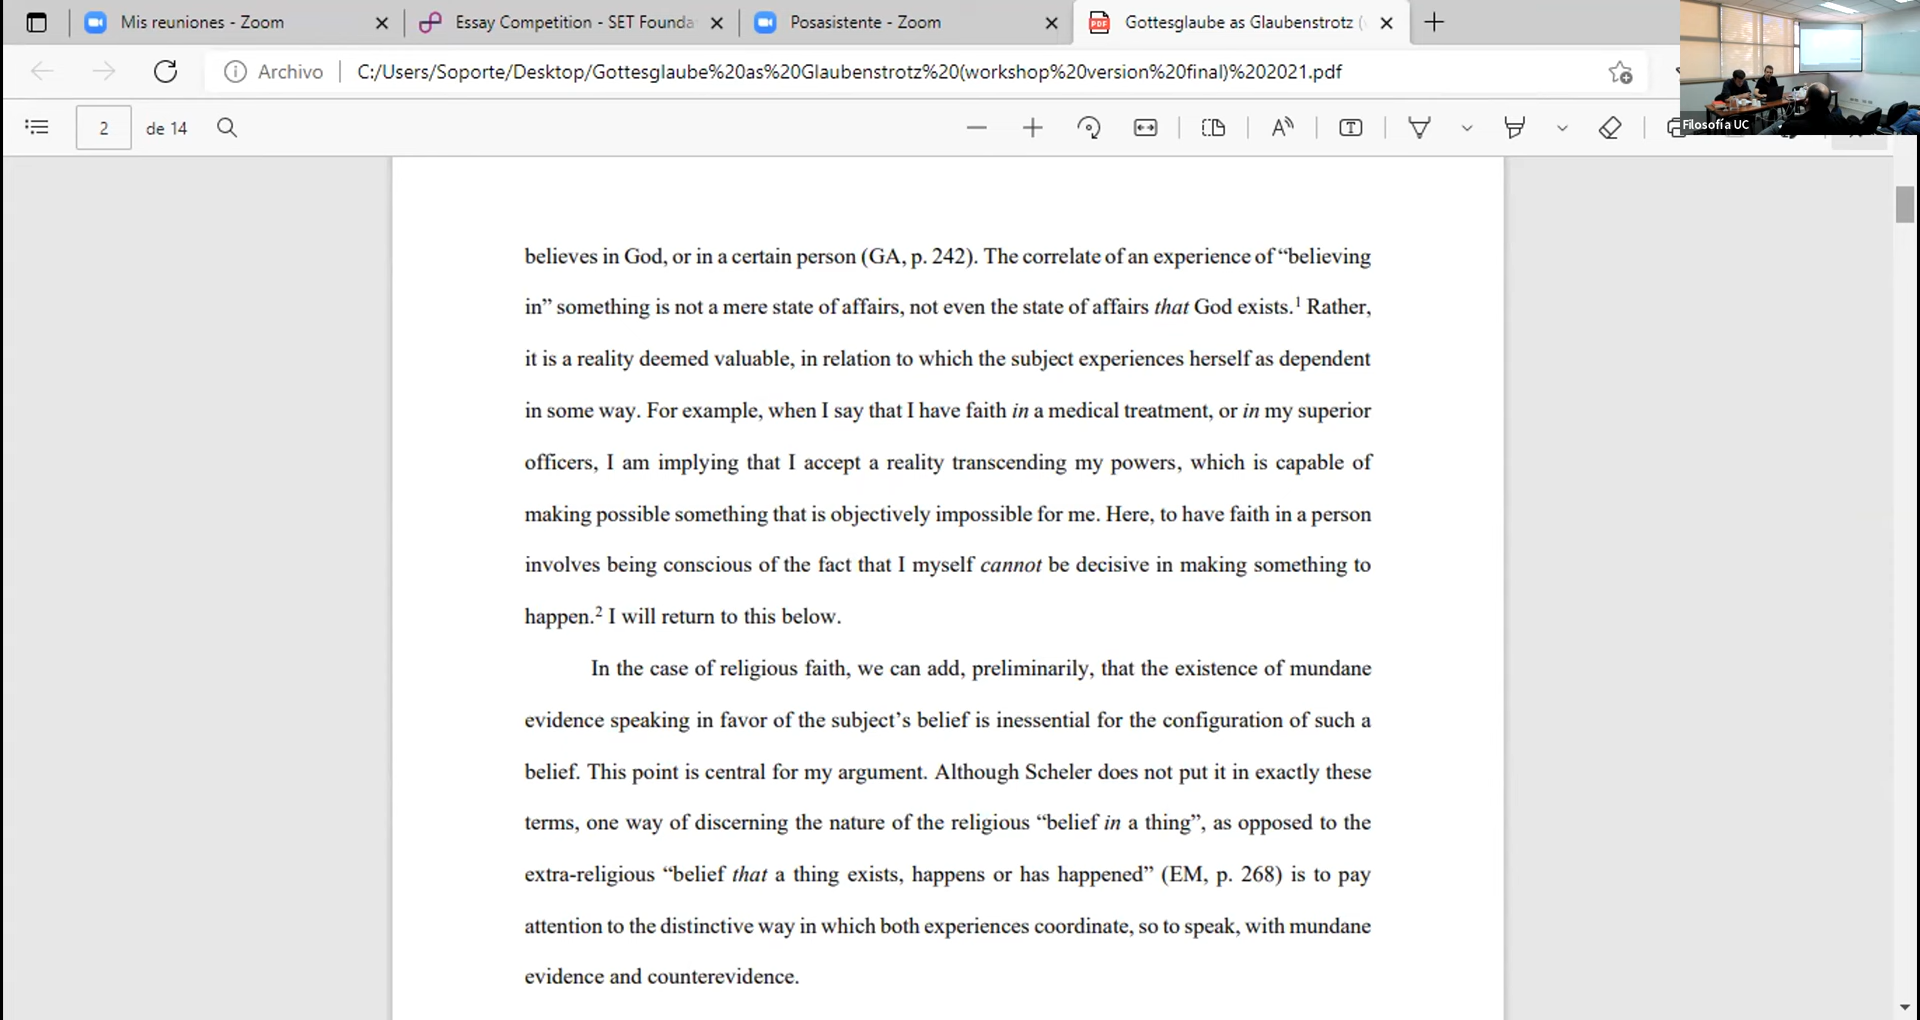 Mis reuniones - Zoom
Essay Competition - SET Founda
Posasistente - Zoom
Gottesglaube as Glaubenstrotz (
Archivo
C:/Users/Soporte/Desktop/Gottesglaube%20as%20Glaubenstrotz%20(workshop%20version%20final)%202021.pdf
2 de 14
Filosofía UC
believes in God, or in a certain person (GA, p. 242). The correlate of an experience of “believing
in” something is not a mere state of affairs, not even the state of affairs that God exists.¹ Rather,
it is a reality deemed valuable, in relation to which the subject experiences herself as dependent
in some way. For example, when I say that I have faith in a medical treatment, or in my superior
officers, I am implying that I accept a reality transcending my powers, which is capable of
making possible something that is objectively impossible for me. Here, to have faith in a person
involves being conscious of the fact that I myself cannot be decisive in making something to
happen.² I will return to this below.
In the case of religious faith, we can add, preliminarily, that the existence of mundane
evidence speaking in favor of the subject’s belief is inessential for the configuration of such a
belief. This point is central for my argument. Although Scheler does not put it in exactly these
terms, one way of discerning the nature of the religious “belief in a thing”, as opposed to the
extra-religious “belief that a thing exists, happens or has happened” (EM, p. 268) is to pay
attention to the distinctive way in which both experiences coordinate, so to speak, with mundane
evidence and counterevidence.